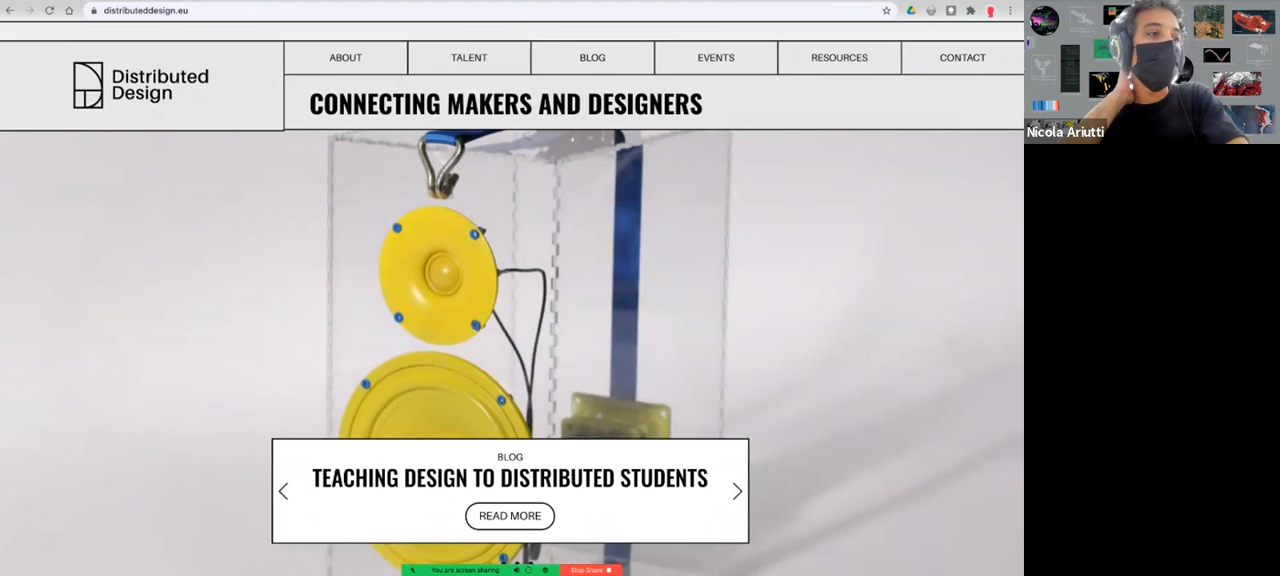 distributeddesign.eu
Distributed
Design
ABOUT
TALENT
BLOG
EVENTS
RESOURCES
CONTACT
CONNECTING MAKERS AND DESIGNERS
Nicola Ariutti
BLOG
TEACHING DESIGN TO DISTRIBUTED STUDENTS
READ MORE
You are screen sharing
Stop Share